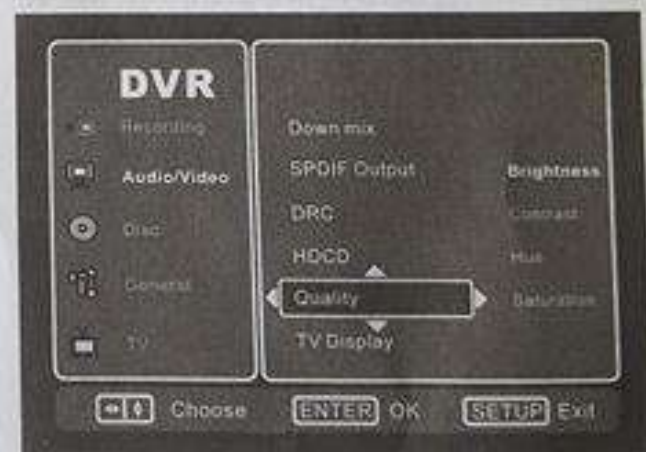 DVR
Recording
Audio/Video
Disc
General
TV
Down mix
SPDIF Output
DRC
HDCD
Quality
TV Display
Brightness
Contrast
Hue
Saturation
Choose
ENTER OK
SETUP Exit